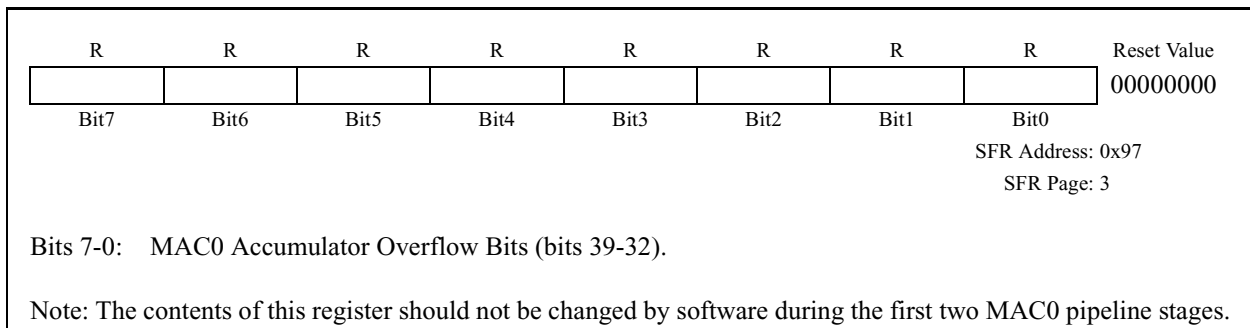 R R R R R R R R Reset Value
00000000
Bit7 Bit6 Bit5 Bit4 Bit3 Bit2 Bit1 Bit0
SFR Address: 0x97
SFR Page: 3
Bits 7-0: MAC0 Accumulator Overflow Bits (bits 39-32).
Note: The contents of this register should not be changed by software during the first two MAC0 pipeline stages.